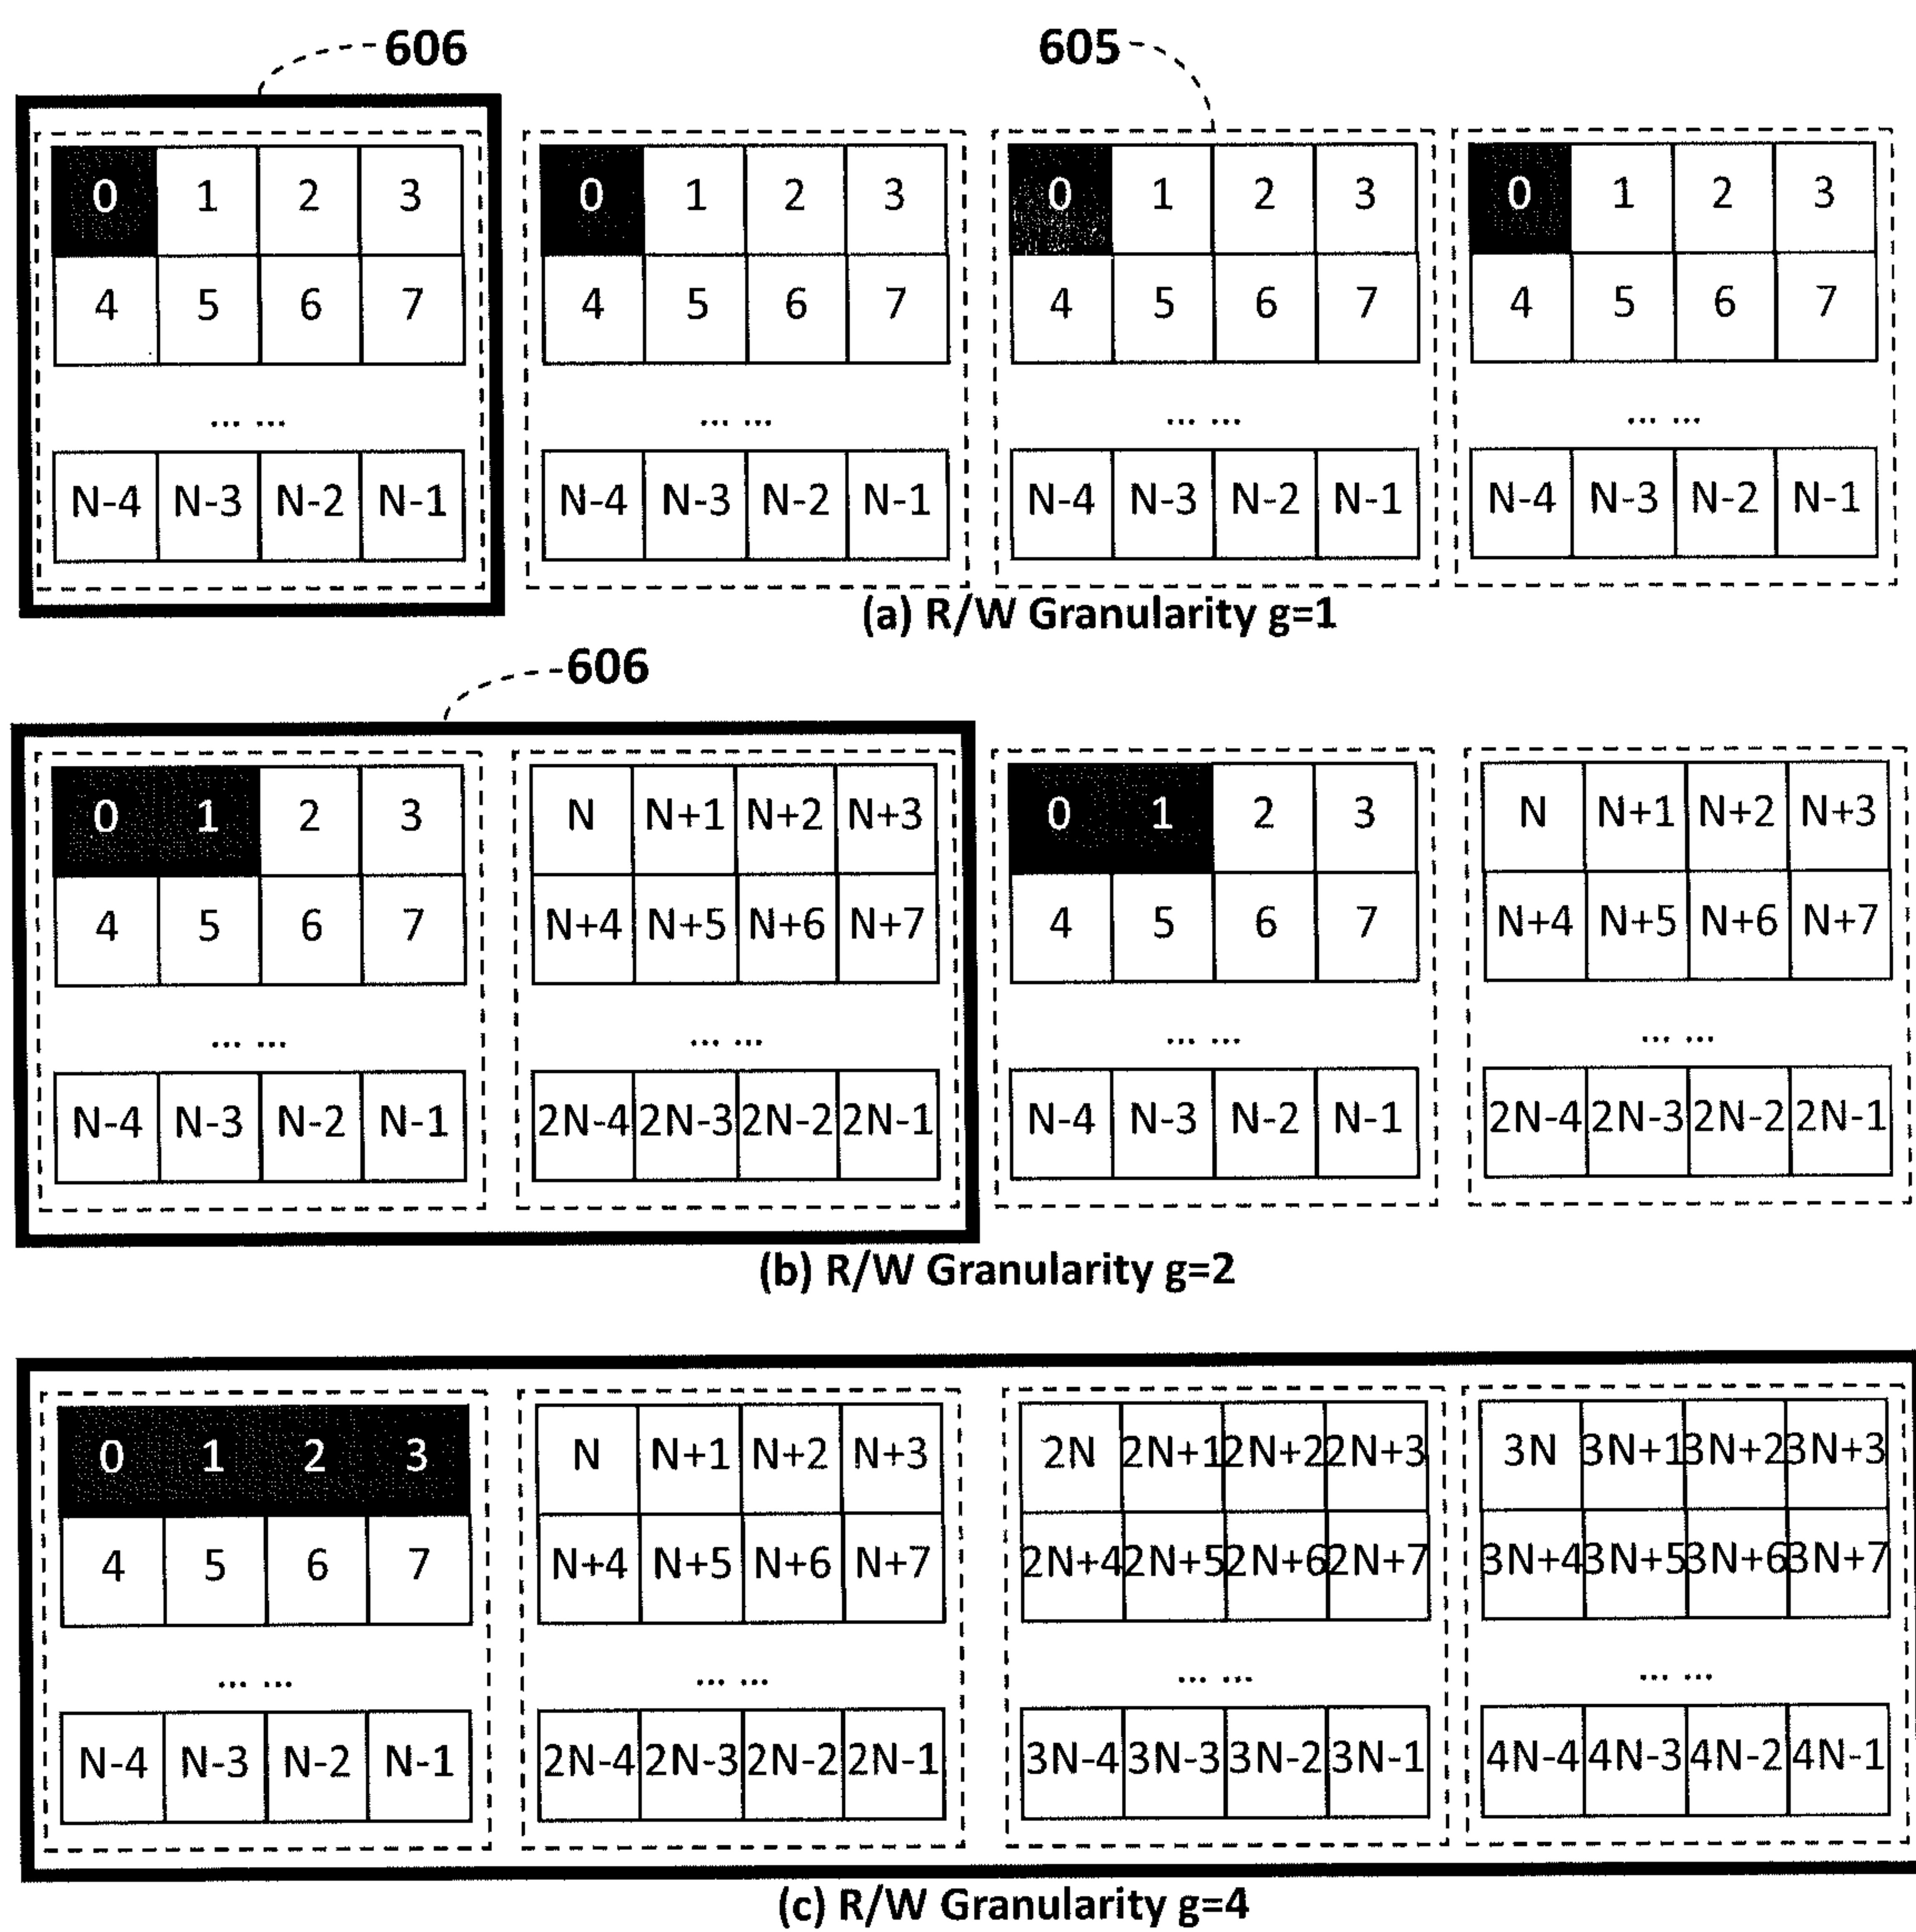 606 605
0 1 2 3 0 1 2 3 0 1 2 3 0 1 2 3
4 5 6 7 4 5 6 7 4 5 6 7 4 5 6 7
... ... ... ... ... ... ... ...
N-4 N-3 N-2 N-1 N-4 N-3 N-2 N-1 N-4 N-3 N-2 N-1 N-4 N-3 N-2 N-1
(a) R/W Granularity g=1
606
0 1 2 3 N N+1 N+2 N+3 0 1 2 3 N N+1 N+2 N+3
4 5 6 7 N+4 N+5 N+6 N+7 4 5 6 7 N+4 N+5 N+6 N+7
... ... ... ... ... ... ... ...
N-4 N-3 N-2 N-1 2N-4 2N-3 2N-2 2N-1 N-4 N-3 N-2 N-1 2N-4 2N-3 2N-2 2N-1
(b) R/W Granularity g=2
0 1 2 3 N N+1 N+2 N+3 2N 2N+1 2N+2 2N+3 3N 3N+1 3N+2 3N+3
4 5 6 7 N+4 N+5 N+6 N+7 2N+4 2N+5 2N+6 2N+7 3N+4 3N+5 3N+6 3N+7
... ... ... ... ... ... ... ...
N-4 N-3 N-2 N-1 2N-4 2N-3 2N-2 2N-1 3N-4 3N-3 3N-2 3N-1 4N-4 4N-3 4N-2 4N-1
(c) R/W Granularity g=4